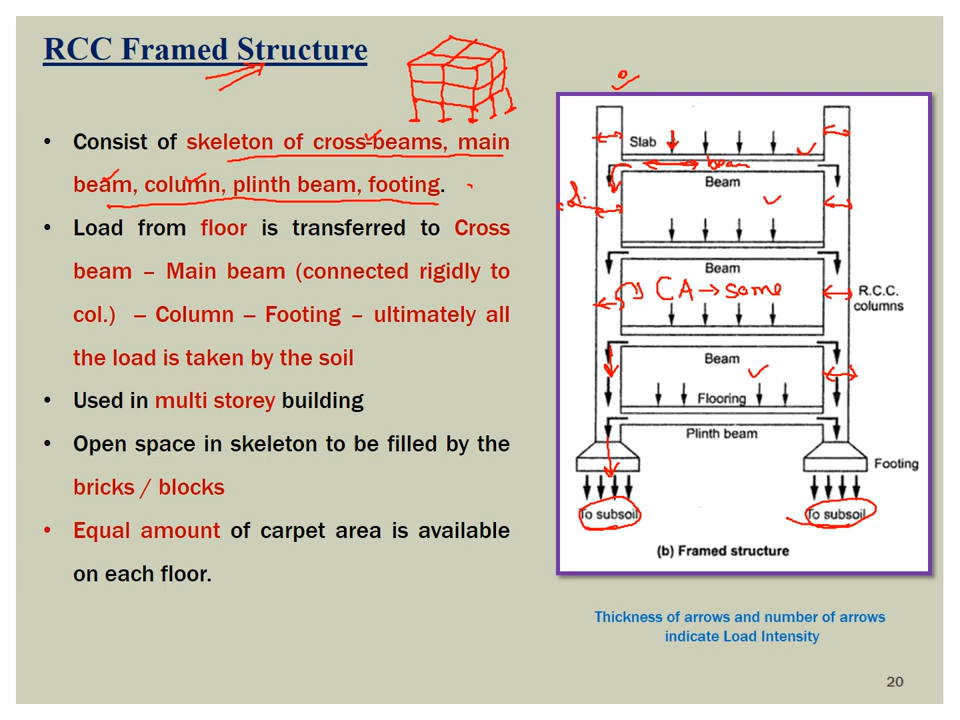 RCC Framed Structure
• Consist of skeleton of cross-beams, main
beam, column, plinth beam, footing.
• Load from floor is transferred to Cross
beam – Main beam (connected rigidly to
col.) – Column – Footing – ultimately all
the load is taken by the soil
• Used in multi storey building
• Open space in skeleton to be filled by the
bricks / blocks
• Equal amount of carpet area is available
on each floor.
Slab
beam
Beam
Beam
CA → same
R.C.C.
columns
Beam
Flooring
Plinth beam
Footing
To subsoil
To subsoil
(b) Framed structure
Thickness of arrows and number of arrows
indicate Load Intensity
20